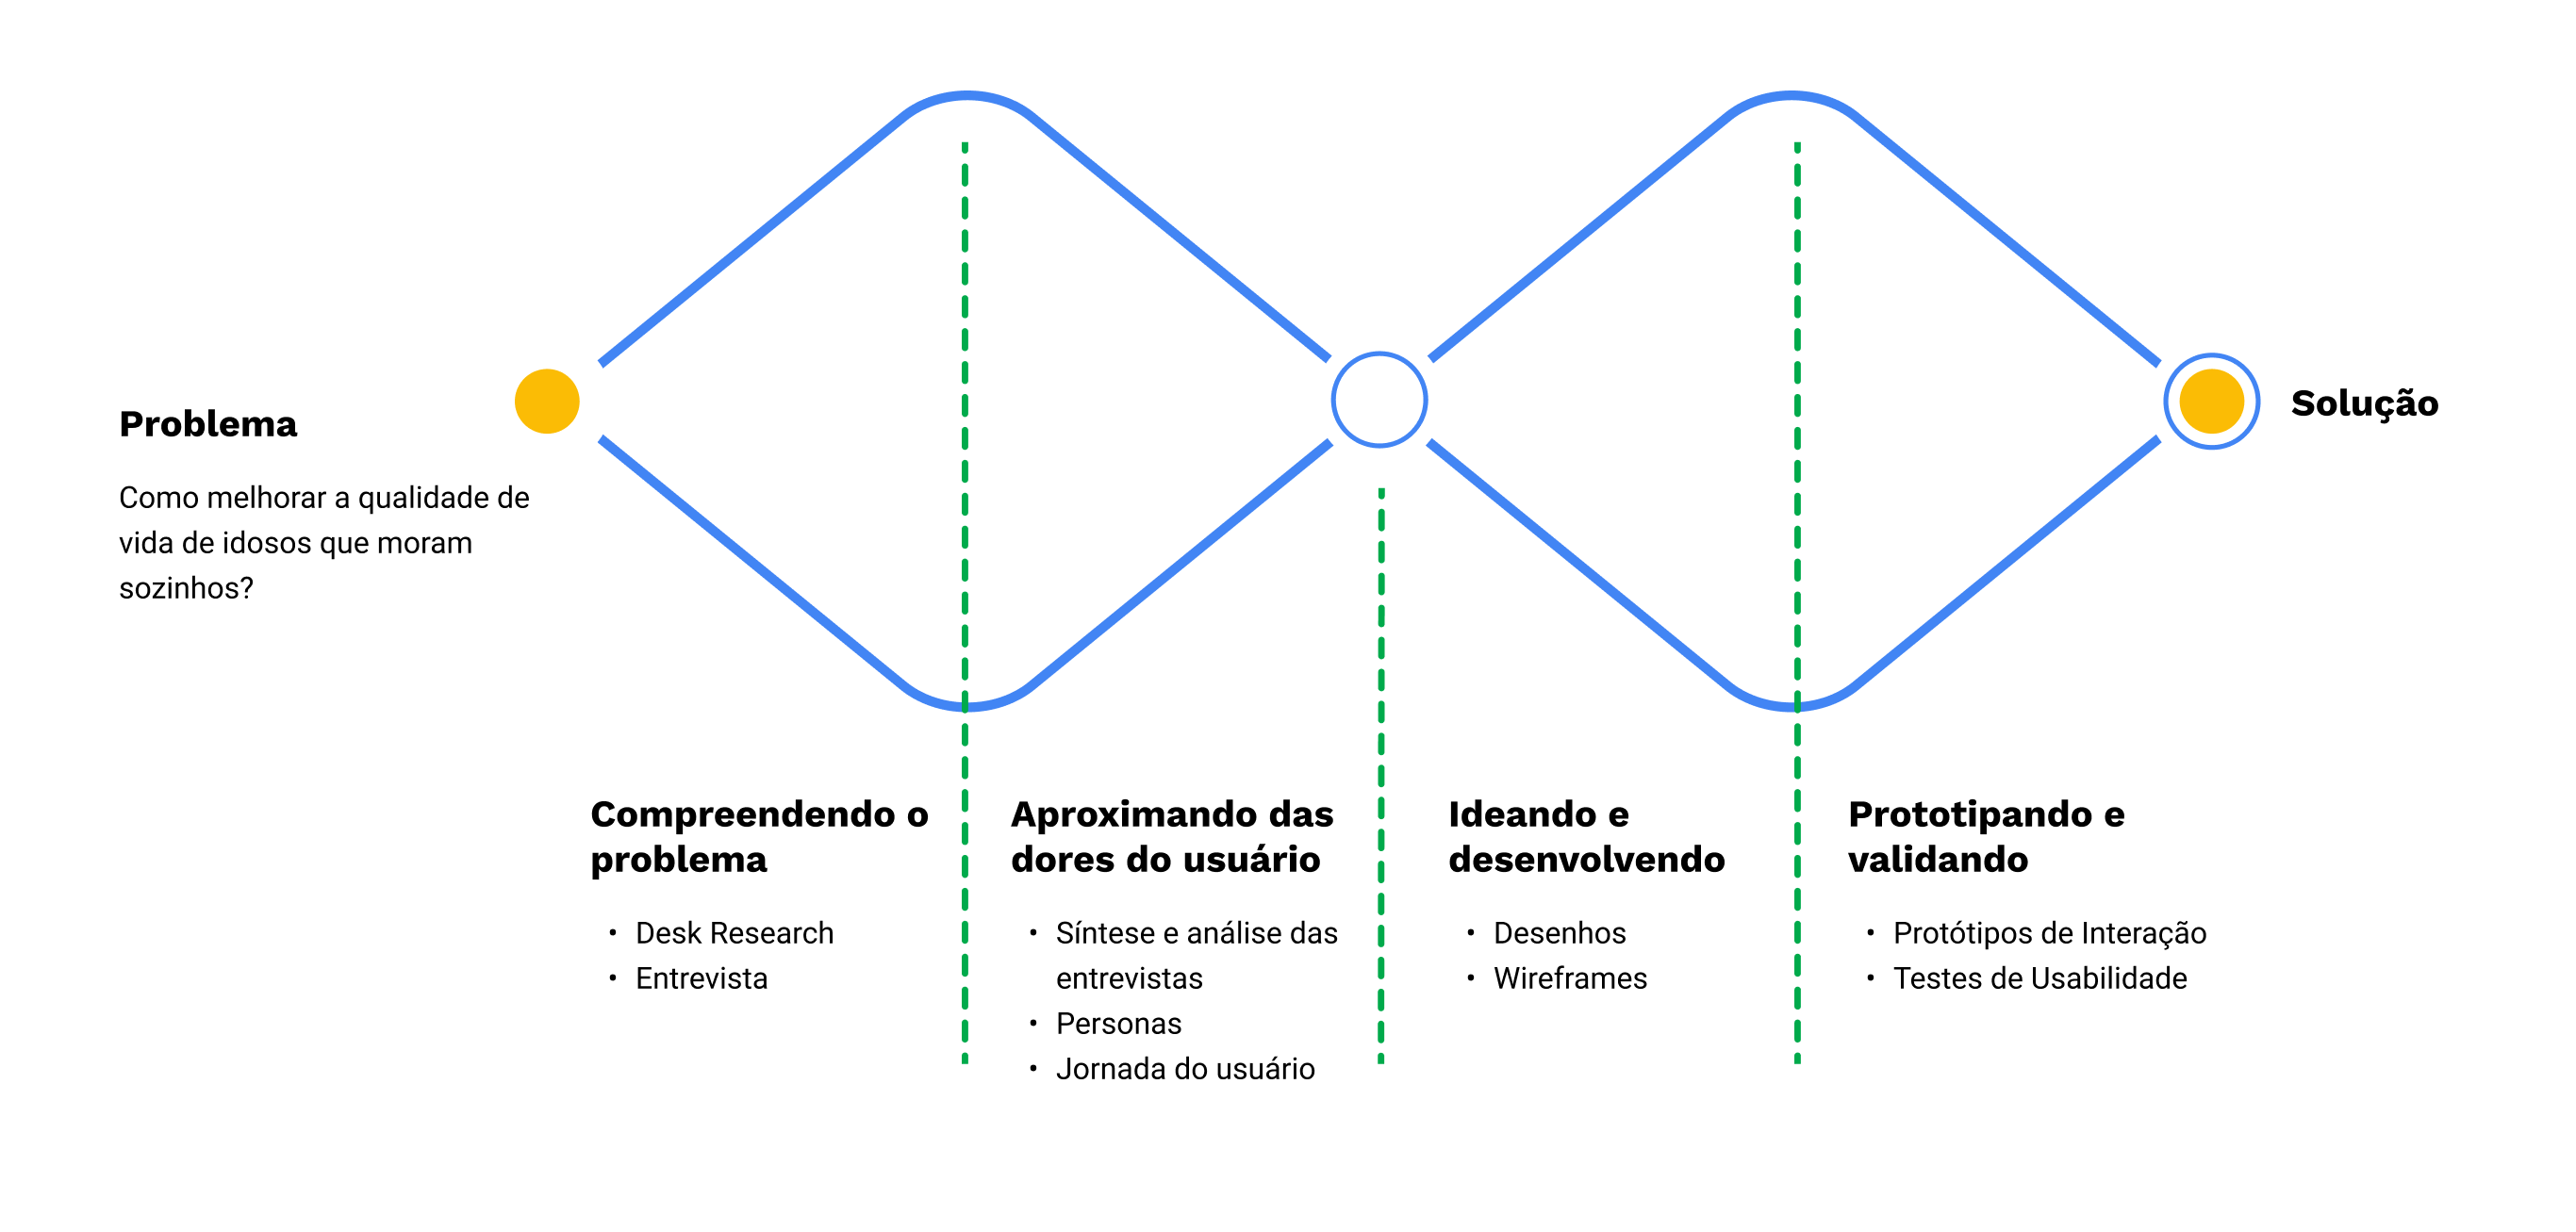 Problema
Como melhorar a qualidade de
vida de idosos que moram
sozinhos?
Solução
Compreendendo o
problema
• Desk Research
• Entrevista
Aproximando das
dores do usuário
• Síntese e análise das
entrevistas
• Personas
• Jornada do usuário
Ideando e
desenvolvendo
• Desenhos
• Wireframes
Prototipando e
validando
• Protótipos de Interação
• Testes de Usabilidade